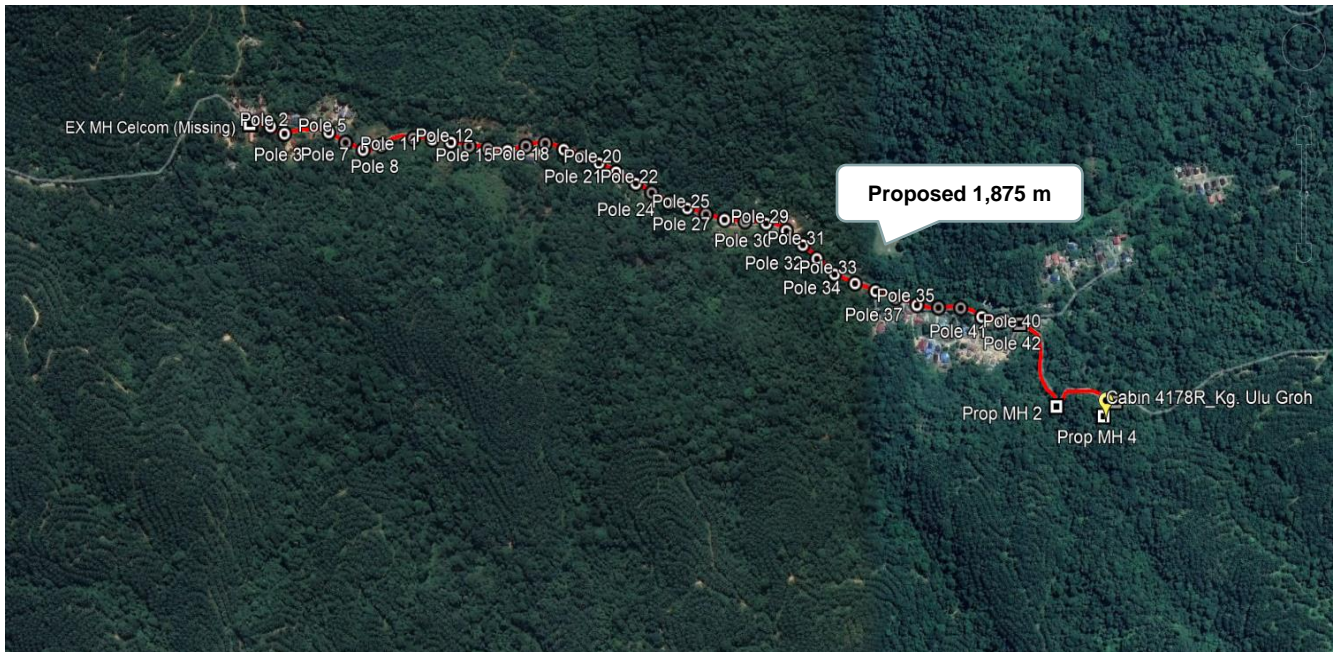 EX MH Celcom (Missing)
Pole 2
Pole 3
Pole 5
Pole 7
Pole 8
Pole 11
Pole 12
Pole 15
Pole 18
Pole 20
Pole 21
Pole 22
Pole 24
Pole 25
Pole 27
Pole 29
Pole 30
Pole 31
Pole 32
Pole 33
Pole 34
Proposed 1,875 m
Pole 35
Pole 37
Pole 40
Pole 41
Pole 42
Cabin 4178R_Kg. Ulu Groh
Prop MH 2
Prop MH 4